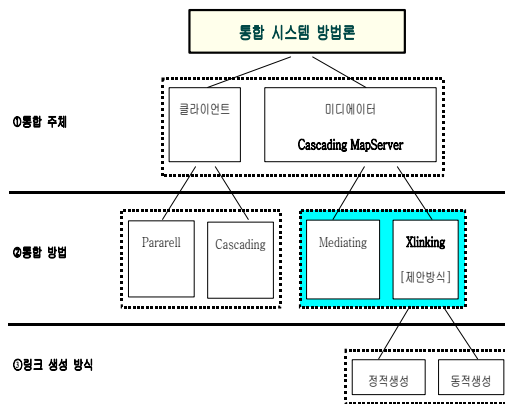 통합 시스템 방법론
①통합 주체
클라이언트
미디에이터
Cascading MapServer
②통합 방법
Pararell
Cascading
Mediating
Xlinking
[제안방식]
③링크 생성 방식
정적생성
동적생성